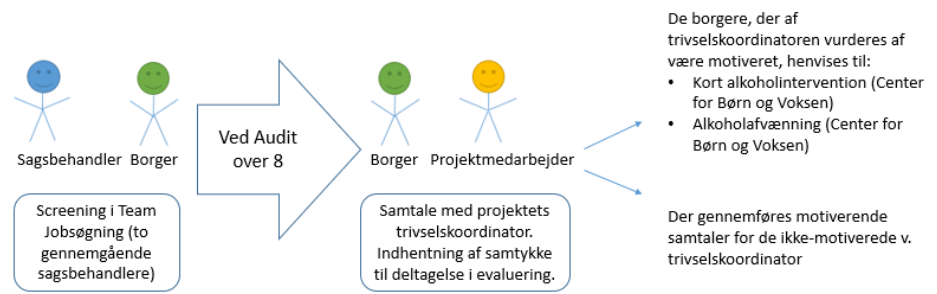 Sagsbehandler
Borger
Screening i Team
Jobsøgning (to
gennemgående
sagsbehandlere)
Ved Audit
over 8
Borger
Projektmedarbejder
Samtale med projektets
trivselskoordinator.
Indhentning af samtykke
til deltagelse i evaluering.
De borgere, der af
trivselskoordinatoren vurderes af
være motiveret, henvises til:
• Kort alkoholintervention (Center
for Børn og Voksen)
• Alkoholafvænning (Center for
Børn og Voksen)
Der gennemføres motiverende
samtaler for de ikke-motiverede v.
trivselskoordinator